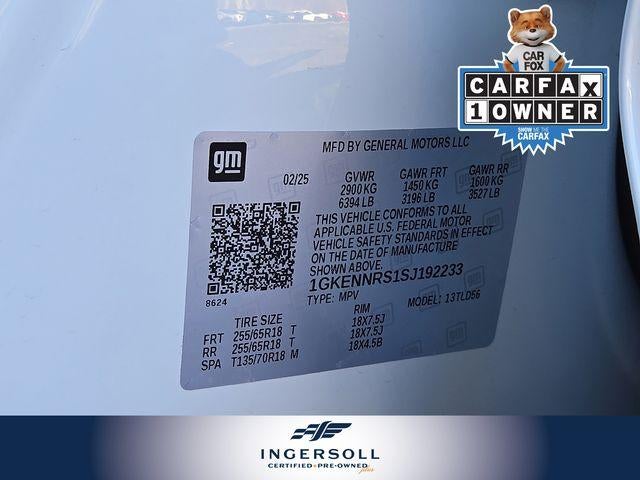 CAR
FOX
CARFAX
1 OWNER
SHOW ME THE
CARFAX
gm
MFD BY GENERAL MOTORS LLC
02/25 GVWR GAWR FRT GAWR RR
2900 KG 1450 KG 1600 KG
6394 LB 3196 LB 3527 LB
THIS VEHICLE CONFORMS TO ALL
APPLICABLE U.S. FEDERAL MOTOR
VEHICLE SAFETY STANDARDS IN EFFECT
ON THE DATE OF MANUFACTURE
SHOWN ABOVE.
1GKENNRS1SJ192233
8624 TYPE: MPV MODEL: 13TLD56
TIRE SIZE RIM
FRT 255/65R18 T 18X7.5J
RR 255/65R18 T 18X7.5J
SPA T135/70R18 M 18X4.5B
INGERSOLL
CERTIFIED • PRE-OWNED plus